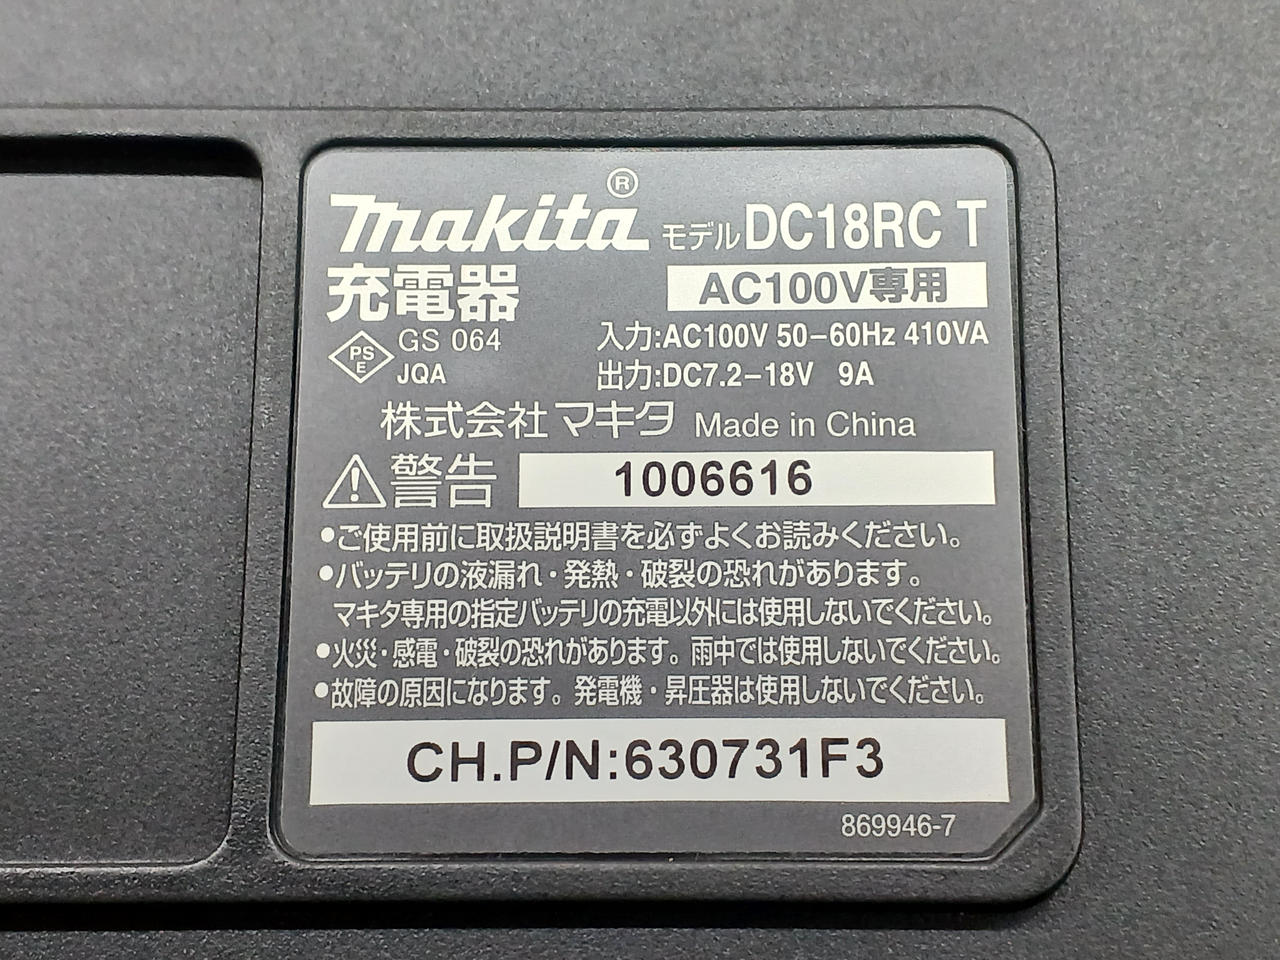 makita® モデルDC18RC T
充電器 AC100V専用
PSE GS 064 入力:AC100V 50-60Hz 410VA
JQA 出力:DC7.2-18V 9A
株式会社マキタ Made in China
⚠警告 1006616
•ご使用前に取扱説明書を必ずよくお読みください。
•バッテリの液漏れ・発熱・破裂の恐れがあります。
マキタ専用の指定バッテリの充電以外には使用しないでください。
•火災・感電・破裂の恐れがあります。雨中では使用しないでください。
•故障の原因になります。発電機・昇圧器は使用しないでください。
CH.P/N:630731F3
869946-7